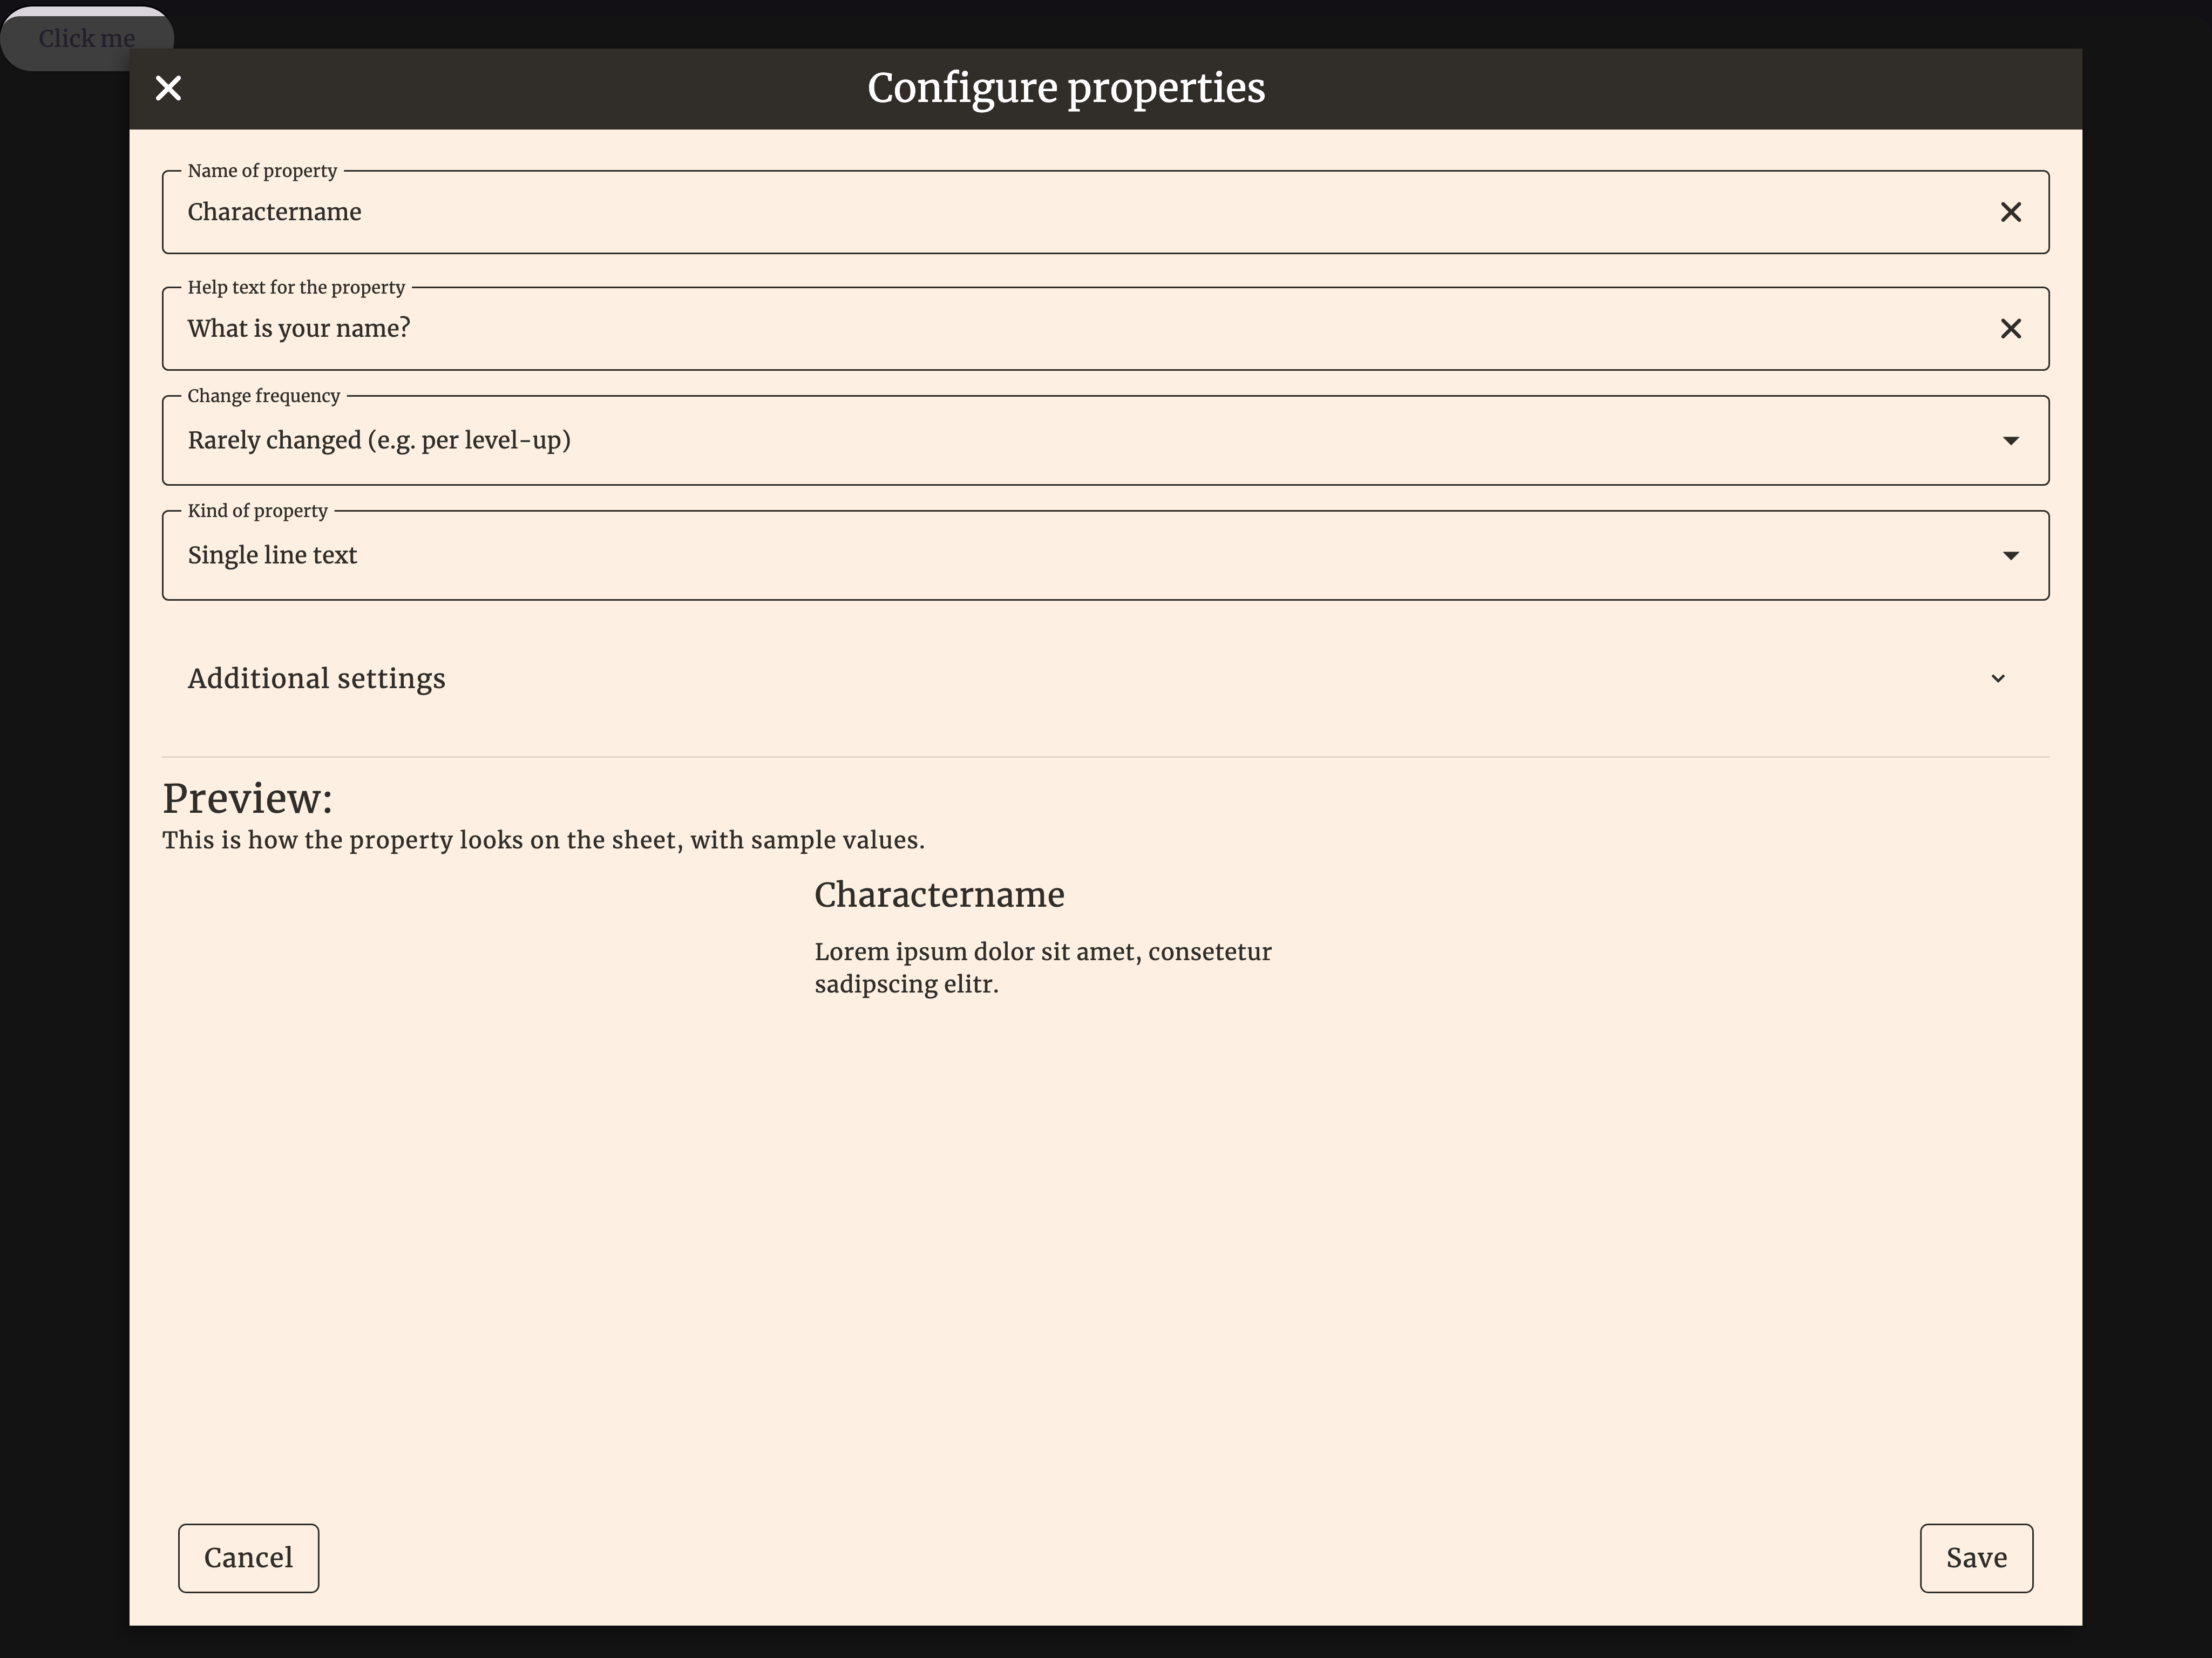 Click me
Configure properties
Name of property
Charactername
Help text for the property
What is your name?
Change frequency
Rarely changed (e.g. per level-up)
Kind of property
Single line text
Additional settings
Preview:
This is how the property looks on the sheet, with sample values.
Charactername
Lorem ipsum dolor sit amet, consetetur
sadipscing elitr.
Cancel
Save